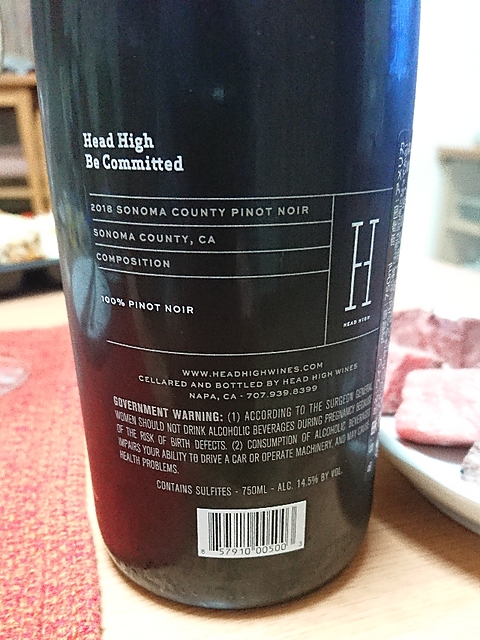 Head High
Be Committed
2018 SONOMA COUNTY PINOT NOIR
SONOMA COUNTY, CA
COMPOSITION
100% PINOT NOIR
H
HEAD HIGH
WWW.HEADHIGHWINES.COM
CELLARED AND BOTTLED BY HEAD HIGH WINES
NAPA, CA - 707.939.8399
GOVERNMENT WARNING: (1) ACCORDING TO THE SURGEON GENERAL
WOMEN SHOULD NOT DRINK ALCOHOLIC BEVERAGES DURING PREGNANCY BECAUSE
OF THE RISK OF BIRTH DEFECTS. (2) CONSUMPTION OF ALCOHOLIC BEVERAGES
IMPAIRS YOUR ABILITY TO DRIVE A CAR OR OPERATE MACHINERY, AND MAY CAUSE
HEALTH PROBLEMS.
CONTAINS SULFITES - 750ML - ALC. 14.5% BY VOL.
8 57910 00500 3